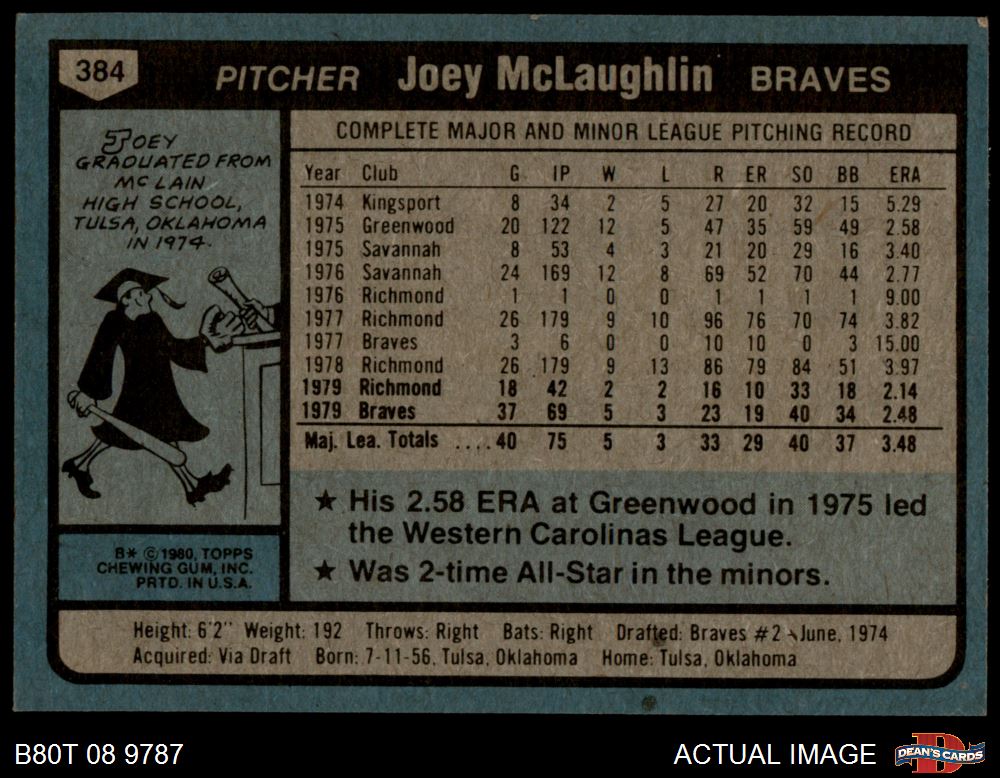 384
PITCHER Joey McLaughlin BRAVES
JOEY
GRADUATED FROM
MC LAIN
HIGH SCHOOL,
TULSA, OKLAHOMA
IN 1974.
COMPLETE MAJOR AND MINOR LEAGUE PITCHING RECORD
Year Club G IP W L R ER SO BB ERA
1974 Kingsport 8 34 2 5 27 20 32 15 5.29
1975 Greenwood 20 122 12 5 47 35 59 49 2.58
1975 Savannah 8 53 4 3 21 20 29 16 3.40
1976 Savannah 24 169 12 8 69 52 70 44 2.77
1976 Richmond 1 1 0 0 1 1 1 1 9.00
1977 Richmond 26 179 9 10 96 76 70 74 3.82
1977 Braves 3 6 0 0 10 10 0 3 15.00
1978 Richmond 26 179 9 13 86 79 84 51 3.97
1979 Richmond 18 42 2 2 16 10 33 18 2.14
1979 Braves 37 69 5 3 23 19 40 34 2.48
Maj. Lea. Totals ....40 75 5 3 33 29 40 37 3.48
★ His 2.58 ERA at Greenwood in 1975 led
the Western Carolinas League.
★ Was 2-time All-Star in the minors.
B* © 1980, TOPPS
CHEWING GUM, INC.
PRTD. IN U.S.A.
Height: 6'2" Weight: 192 Throws: Right Bats: Right Drafted: Braves #2 - June, 1974
Acquired: Via Draft Born: 7-11-56, Tulsa, Oklahoma Home: Tulsa, Oklahoma
B80T 08 9787
ACTUAL IMAGE
DEAN'S CARDS